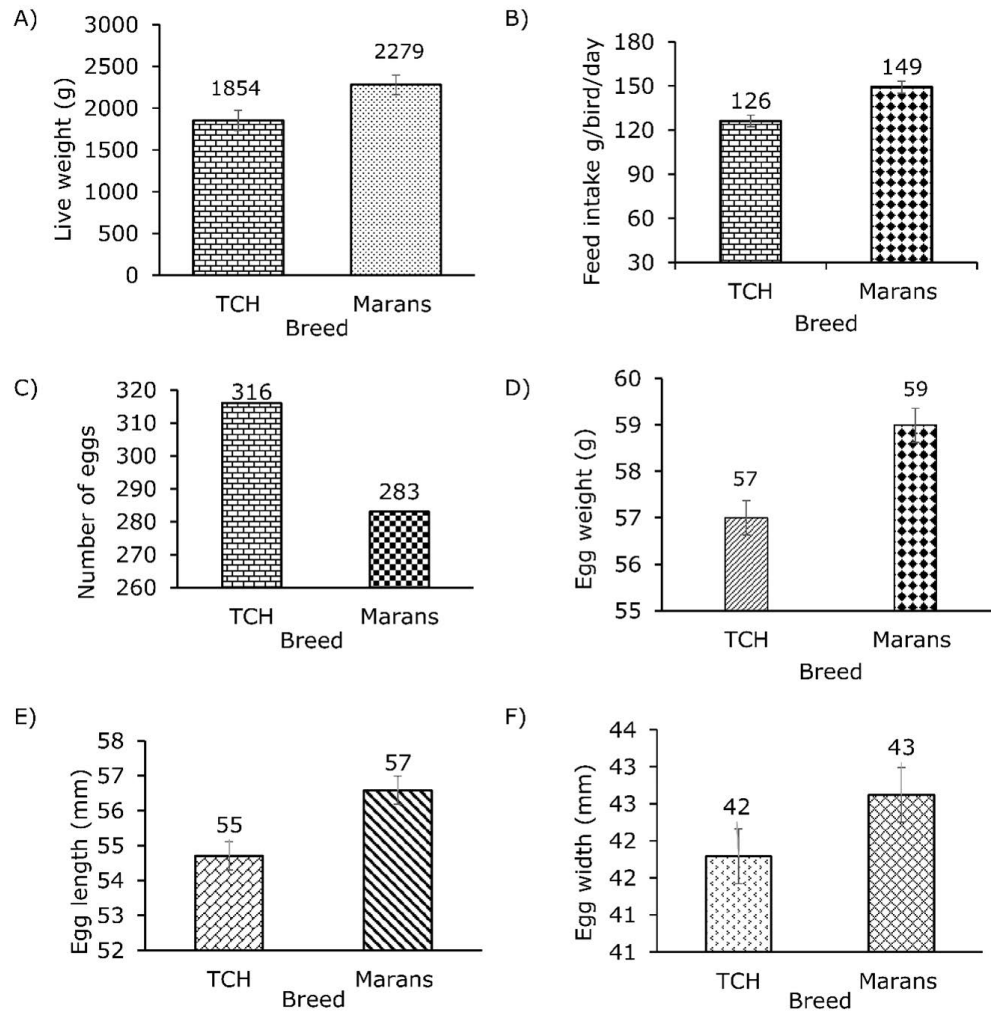 A)
Live weight (g)
3000
2500
2000
1500
1000
500
0
1854
2279
TCH Marans
Breed
B)
Feed intake g/bird/day
180
150
120
90
60
30
126
149
TCH Marans
Breed
C)
Number of eggs
320
310
300
290
280
270
260
316
283
TCH Marans
Breed
D)
Egg weight (g)
60
59
58
57
56
55
57
59
TCH Marans
Breed
E)
Egg length (mm)
58
57
56
55
54
53
52
55
57
TCH Marans
Breed
F)
Egg width (mm)
44
43
43
42
42
41
41
42
43
TCH Marans
Breed